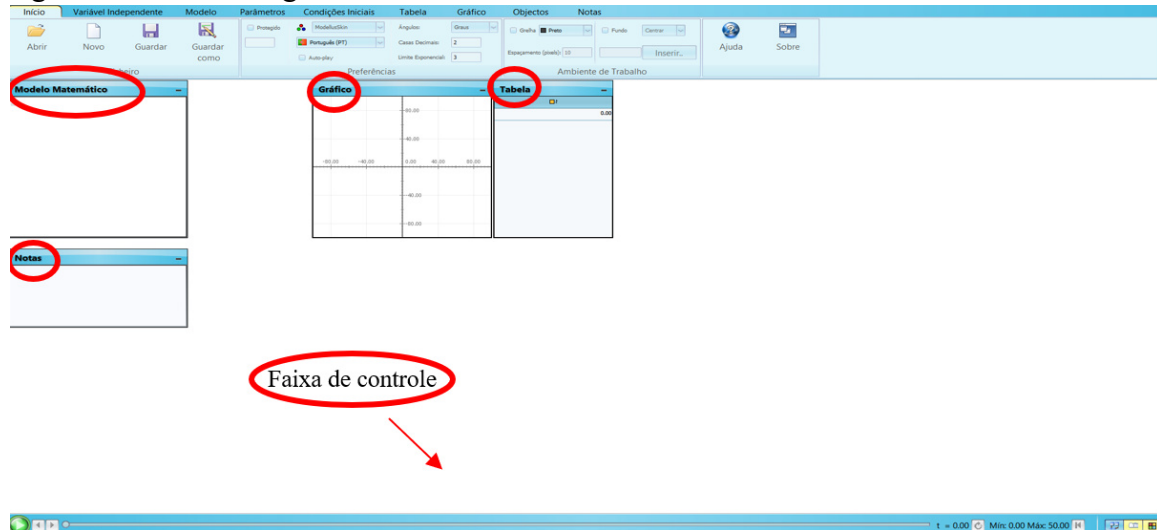 Início Variável Independente Modelo Parâmetros Condições Iniciais Tabela Gráfico Objectos Notas
Protegido ModellusSkin Ângulos: Graus Grelha Preto Fundo Centrar
Abrir Novo Guardar Guardar como Português (PT) Casas Decimais: 2 Ajuda Sobre
Auto-play Limite Exponencial: 3 Espaçamento (pixels): 10 Inserir..
Preferências Ambiente de Trabalho
Modelo Matemático
Gráfico
Tabela
t
0.00
80.00
40.00
-80.00 -40.00 0.00 40.00 80.00
-40.00
-80.00
Notas
Faixa de controle
t = 0.00 Mín: 0.00 Máx: 50.00